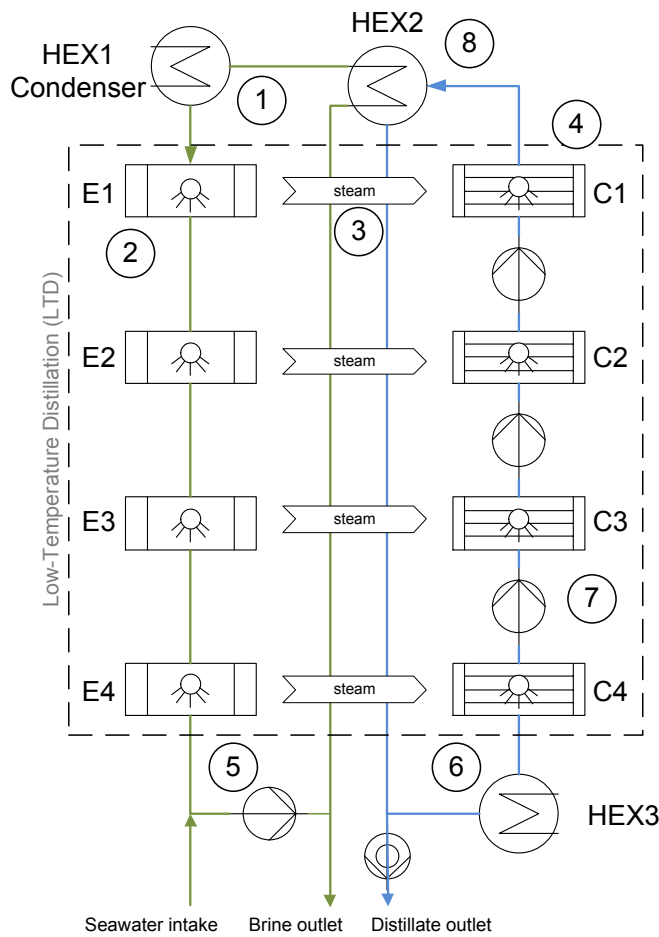 HEX1
Condenser
HEX2
8
1
4
E1
steam
C1
3
2
Low-Temperature Distillation (LTD)
E2
steam
C2
E3
steam
C3
7
E4
steam
C4
5
6
HEX3
Seawater intake
Brine outlet
Distillate outlet